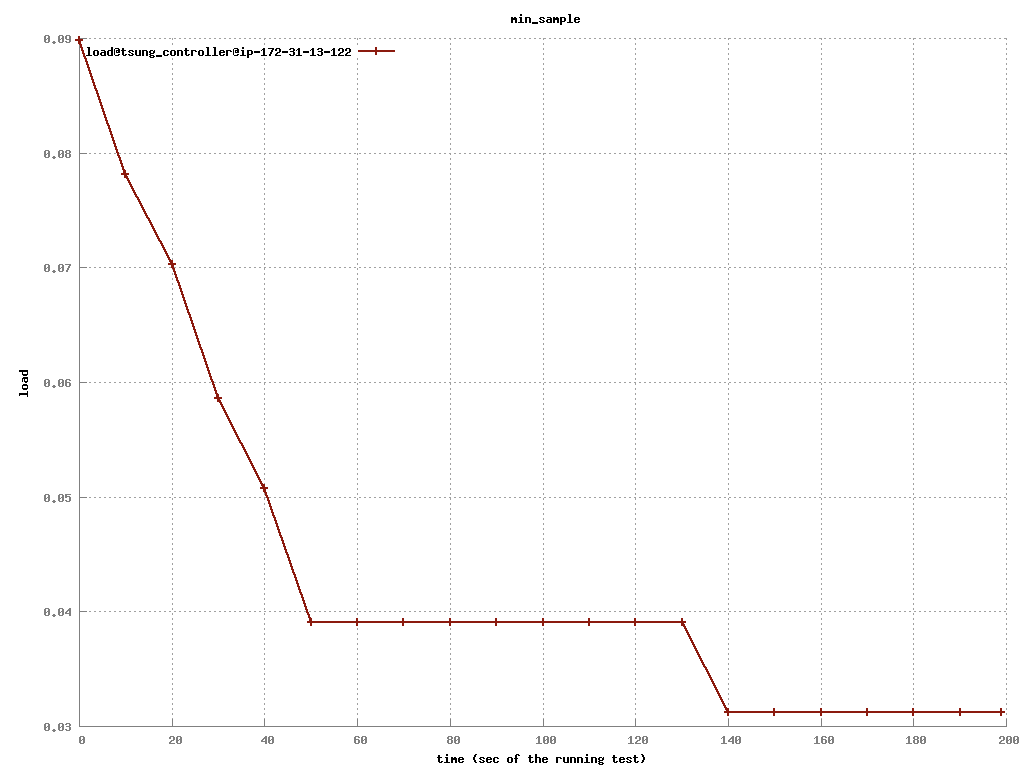 min_sample
0.09
load@tsung_controller@ip-172-31-13-122
0.08
0.07
0.06
load
0.05
0.04
0.03
0 20 40 60 80 100 120 140 160 180 200
time (sec of the running test)